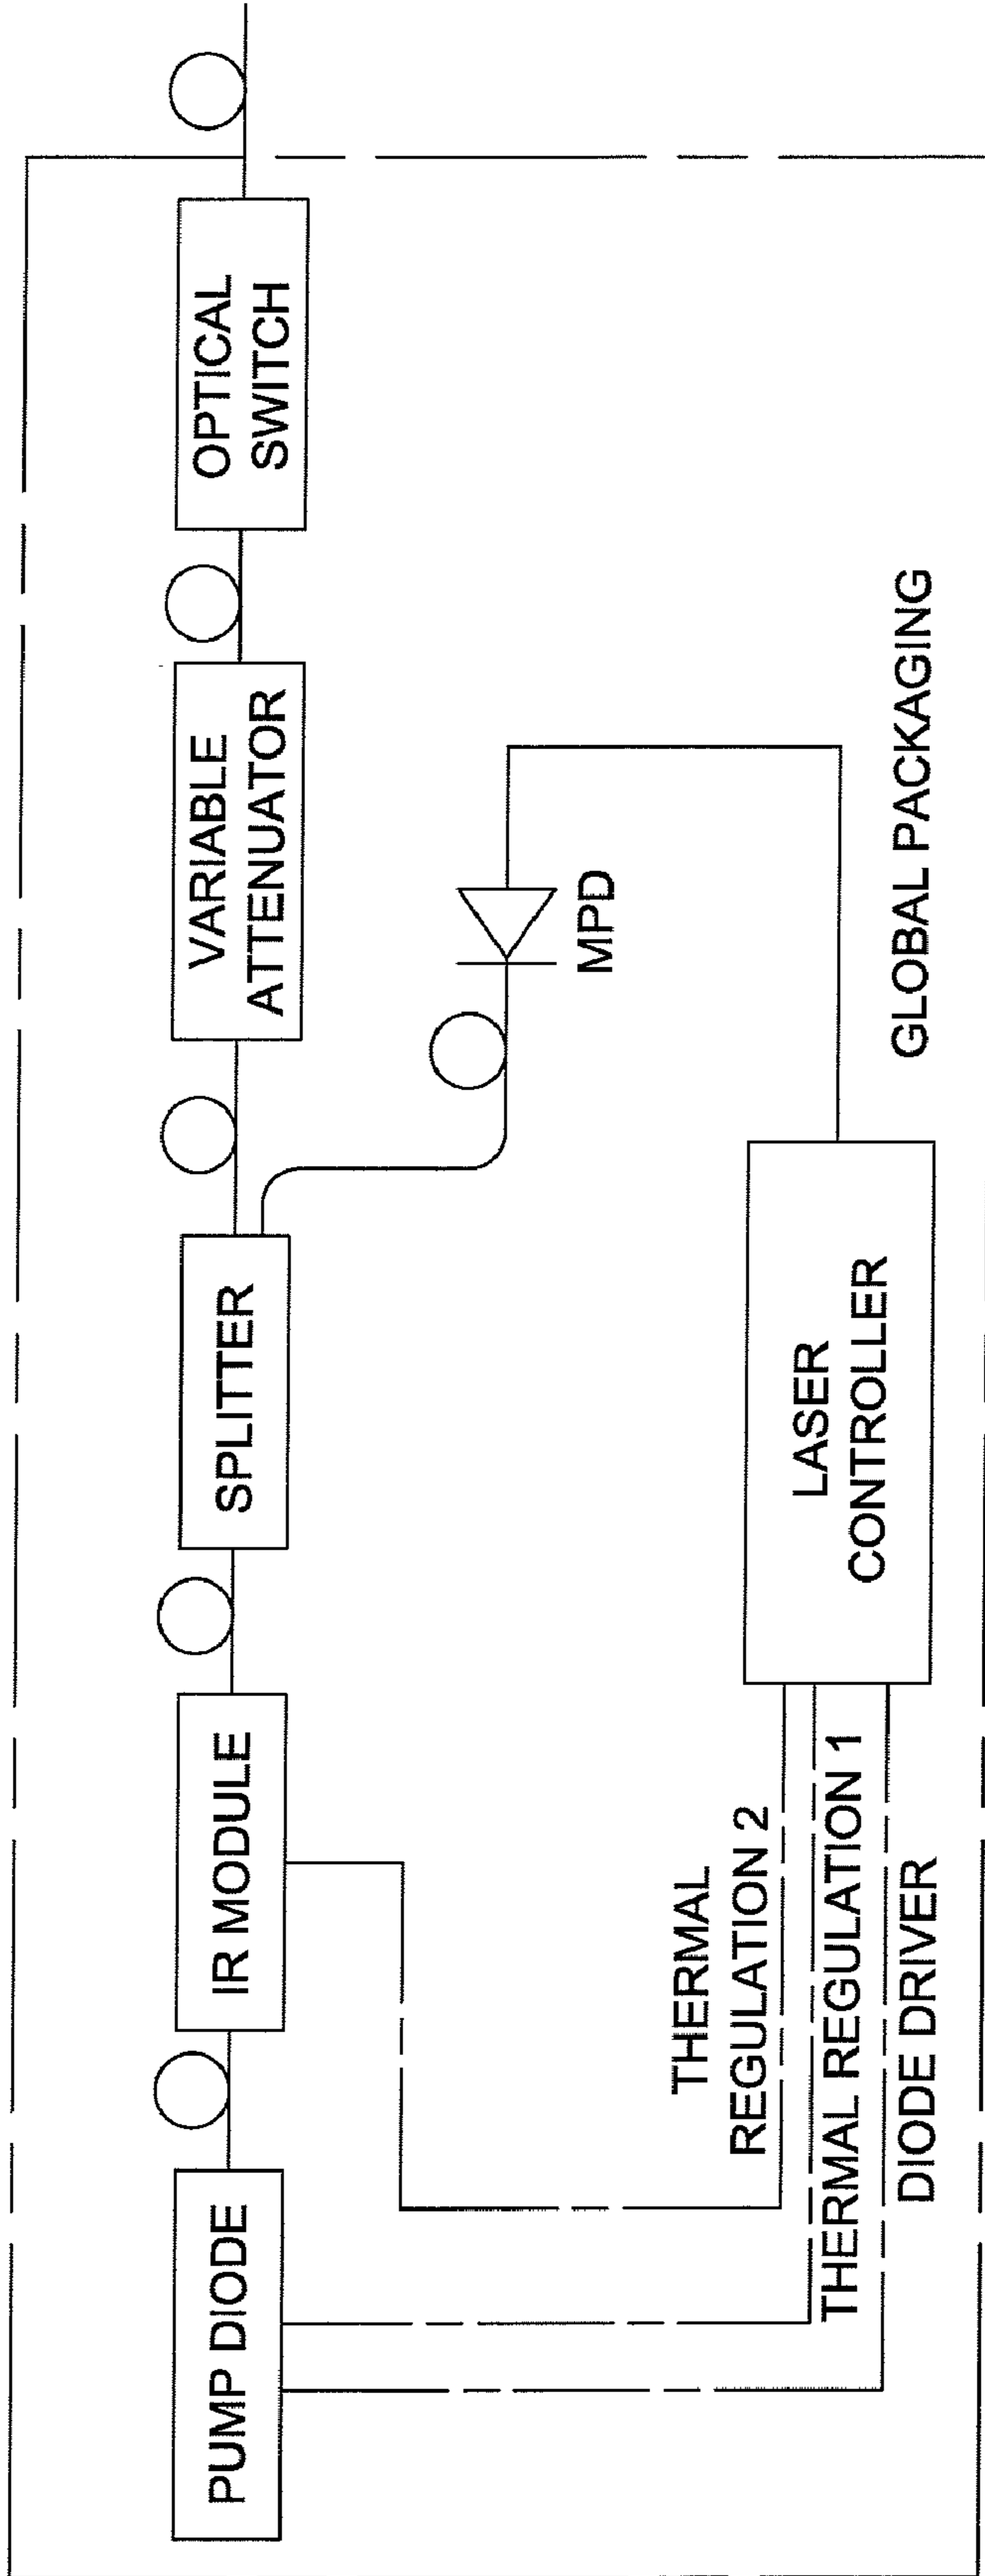 PUMP DIODE
IR MODULE
SPLITTER
VARIABLE
ATTENUATOR
OPTICAL
SWITCH
MPD
THERMAL
REGULATION 2
THERMAL REGULATION 1
DIODE DRIVER
LASER
CONTROLLER
GLOBAL PACKAGING